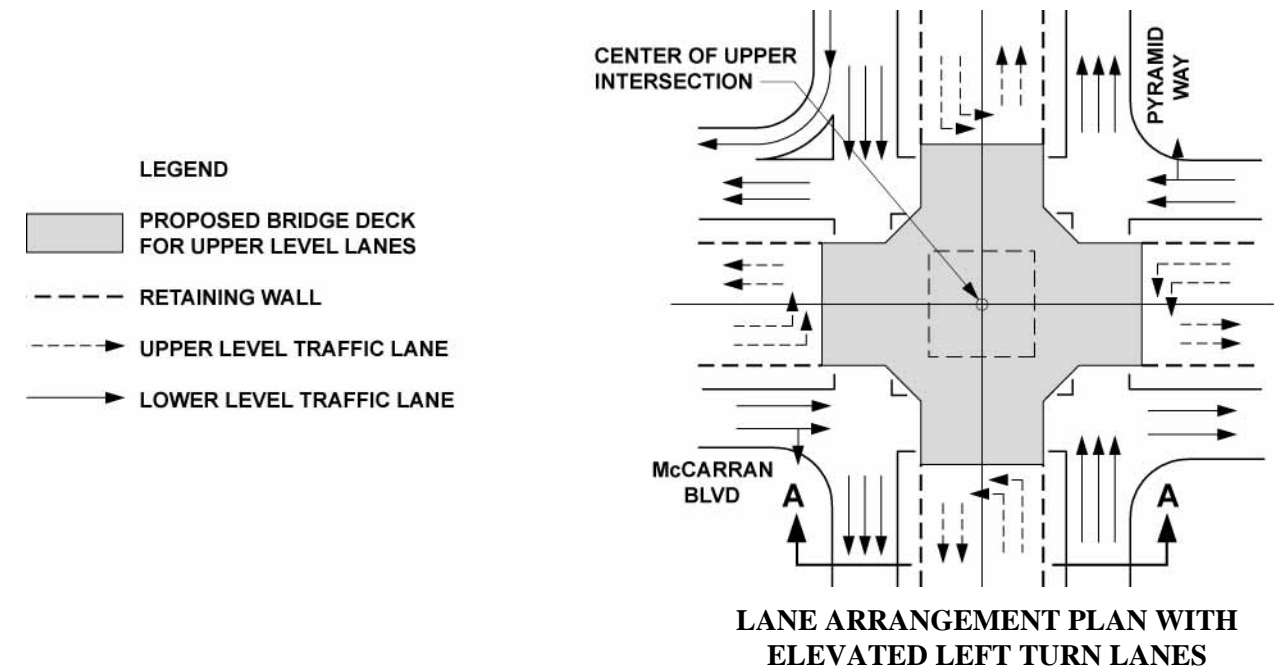 CENTER OF UPPER
INTERSECTION
PYRAMID
WAY
LEGEND
PROPOSED BRIDGE DECK
FOR UPPER LEVEL LANES
RETAINING WALL
UPPER LEVEL TRAFFIC LANE
LOWER LEVEL TRAFFIC LANE
McCARRAN
BLVD
A
A
LANE ARRANGEMENT PLAN WITH
ELEVATED LEFT TURN LANES